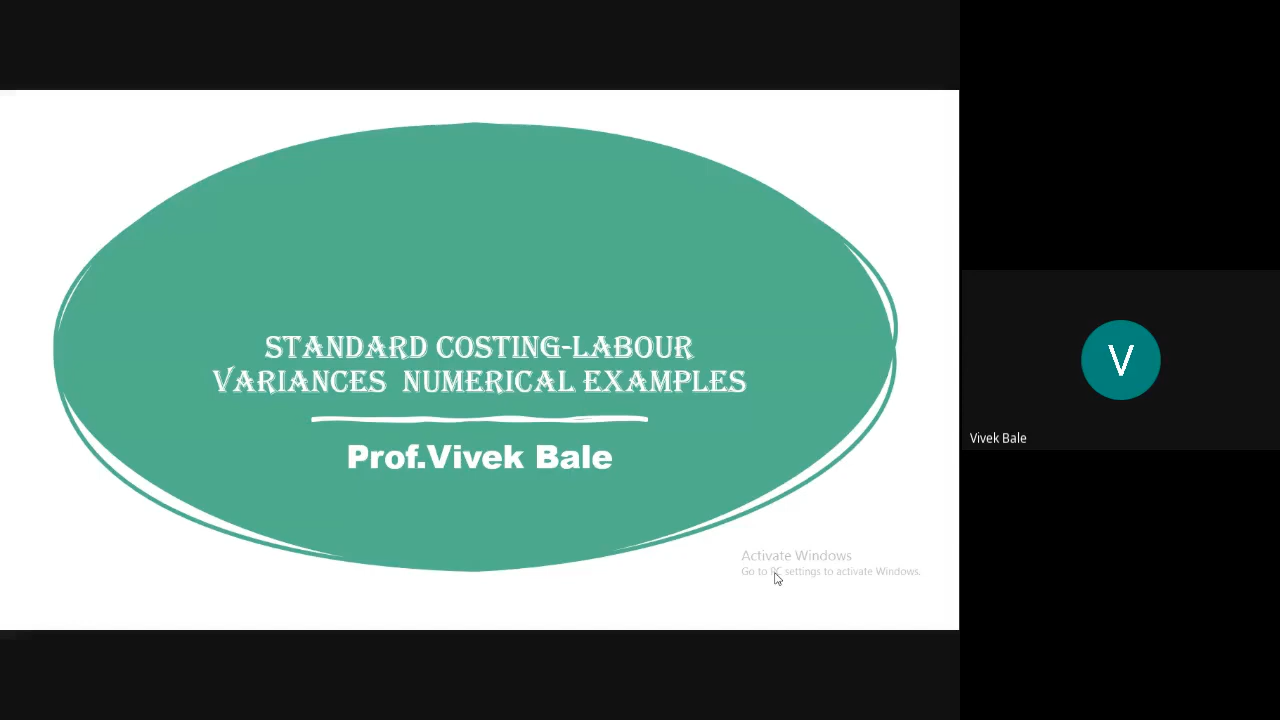 STANDARD COSTING-LABOUR
VARIANCES NUMERICAL EXAMPLES
Prof.Vivek Bale
Activate Windows
Go to PC settings to activate Windows.
V
Vivek Bale